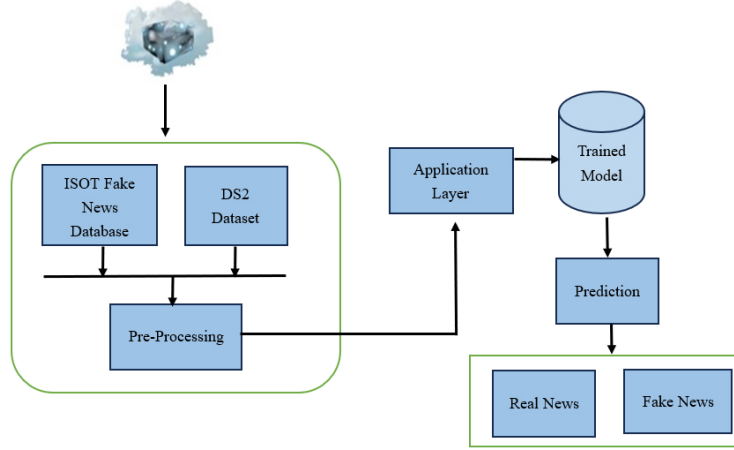 ISOT Fake
News
Database
DS2
Dataset
Pre-Processing
Application
Layer
Trained
Model
Prediction
Real News
Fake News